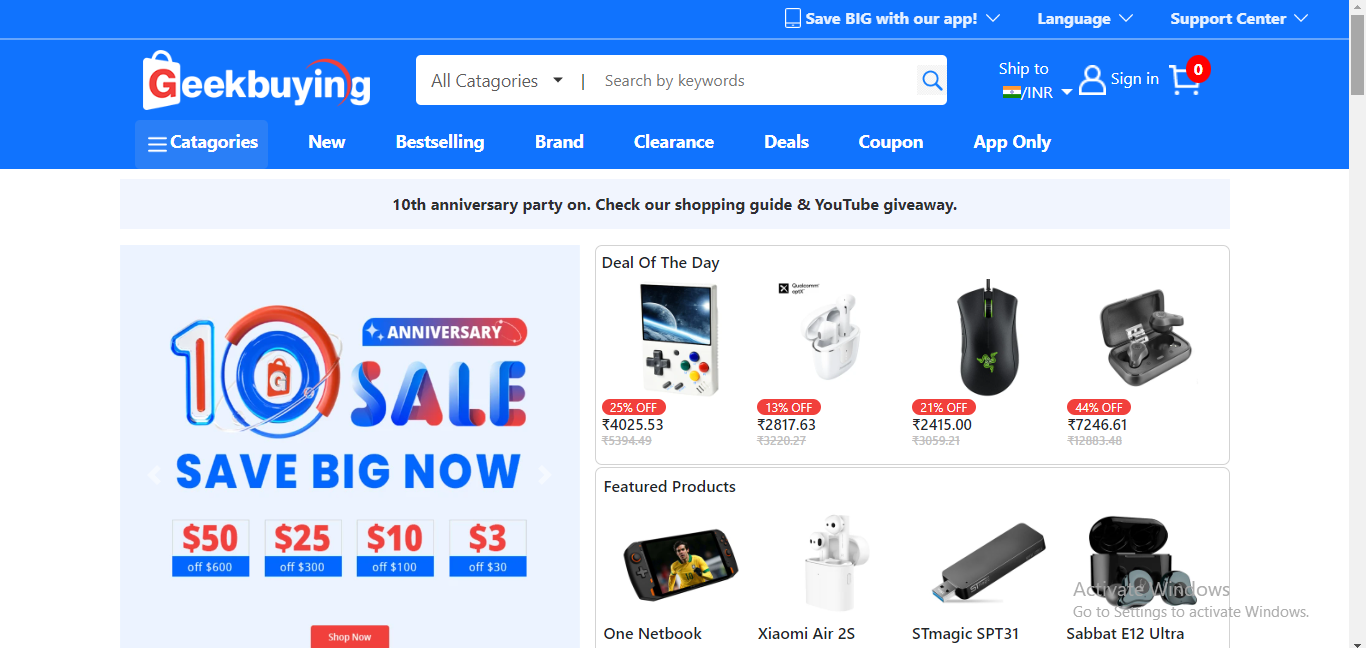 Save BIG with our app!
Language
Support Center
Geekbuying
All Catagories
|
Search by keywords
Ship to
/INR
Sign in
0
Catagories
New
Bestselling
Brand
Clearance
Deals
Coupon
App Only
10th anniversary party on. Check our shopping guide & YouTube giveaway.
10 ANNIVERSARY
SALE
SAVE BIG NOW
$50 $25 $10 $3
off $600 off $300 off $100 off $30
Shop Now
Deal Of The Day
Qualcomm
aptX
25% OFF 13% OFF 21% OFF 44% OFF
₹4025.53 ₹2817.63 ₹2415.00 ₹7246.61
₹5394.49 ₹3220.27 ₹3059.21 ₹12883.48
Featured Products
One Netbook Xiaomi Air 2S STmagic SPT31 Sabbat E12 Ultra
Activate Windows
Go to Settings to activate Windows.